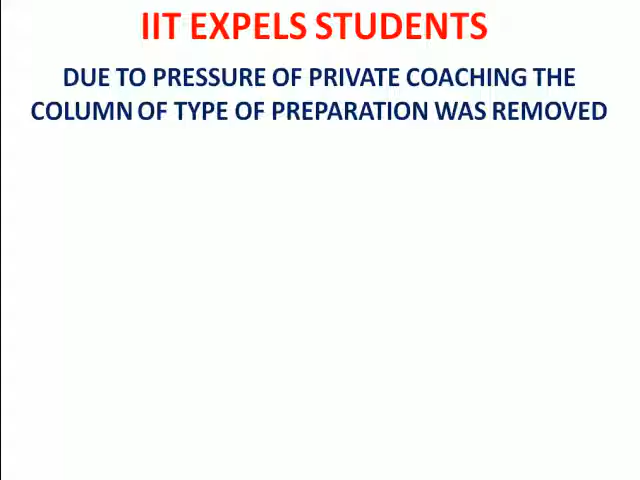 IIT EXPELS STUDENTS
DUE TO PRESSURE OF PRIVATE COACHING THE
COLUMN OF TYPE OF PREPARATION WAS REMOVED